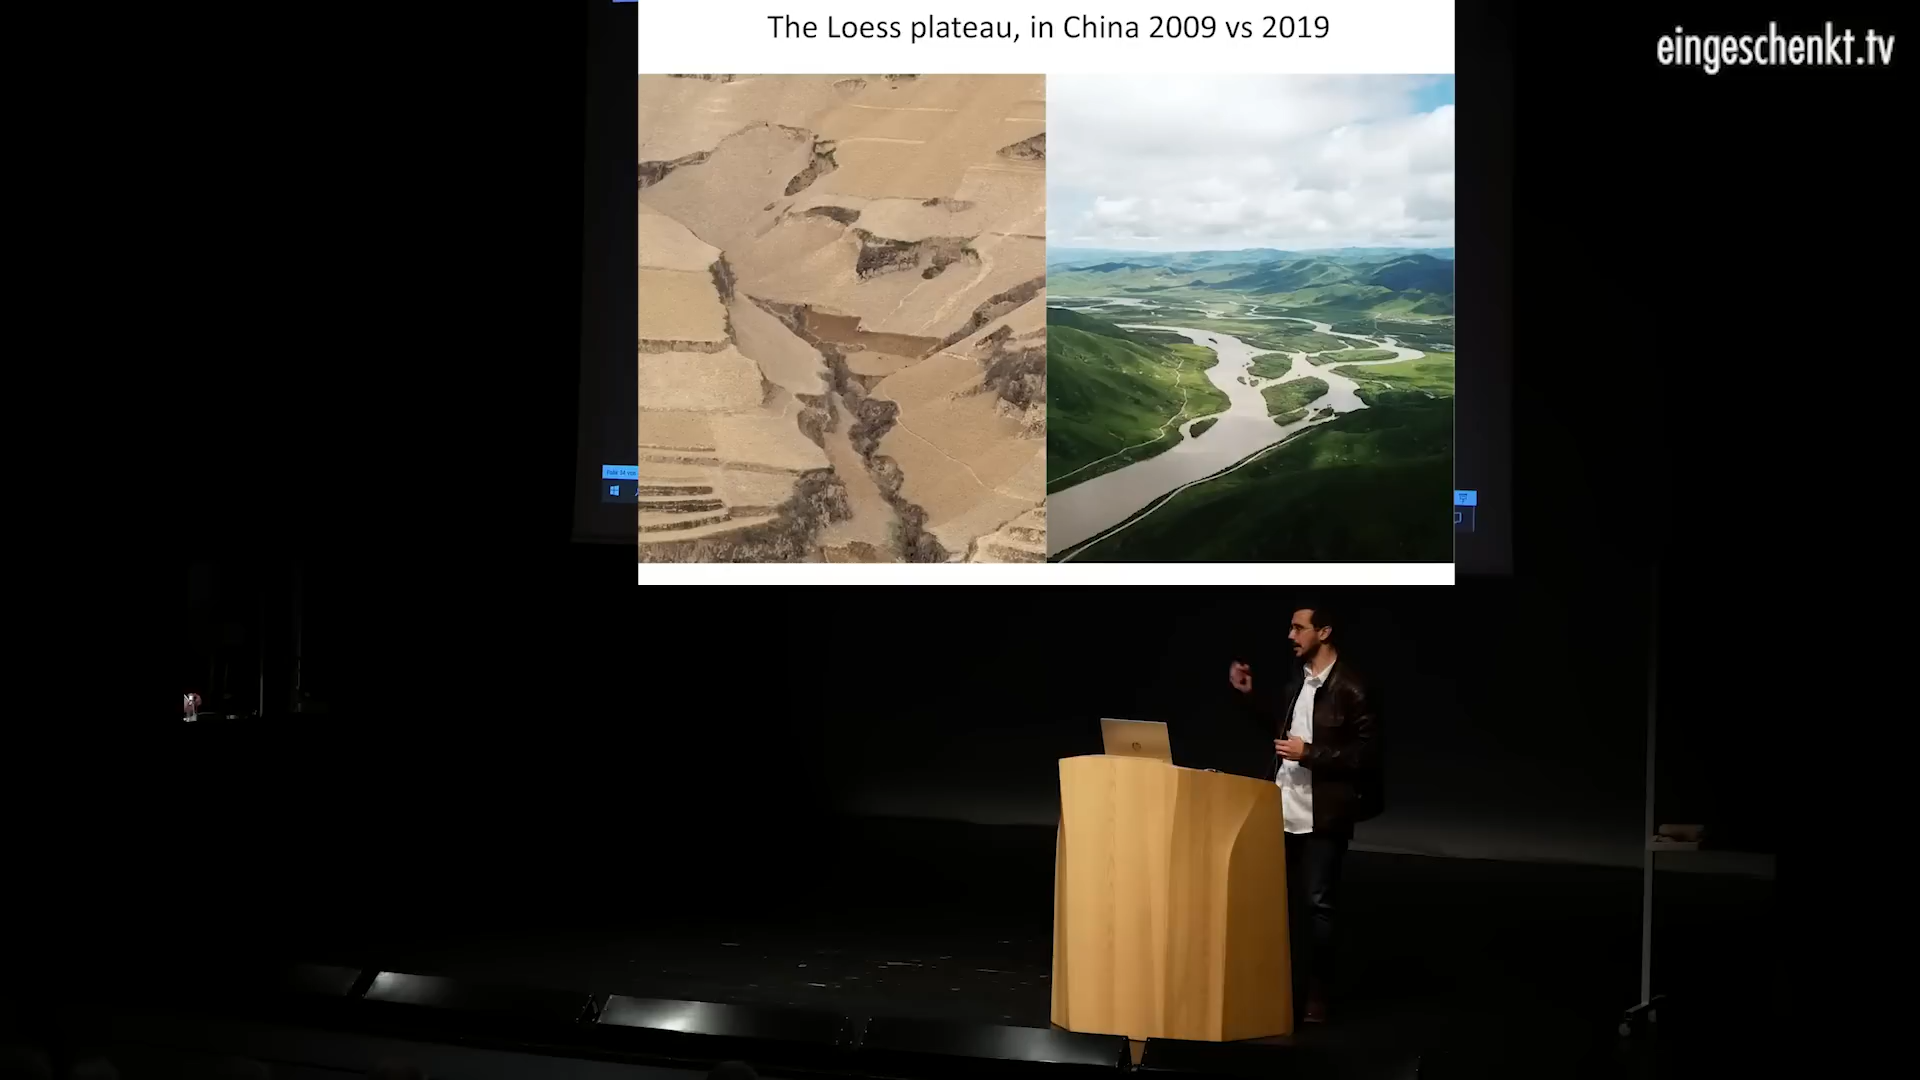 The Loess plateau, in China 2009 vs 2019
eingeschenkt.tv